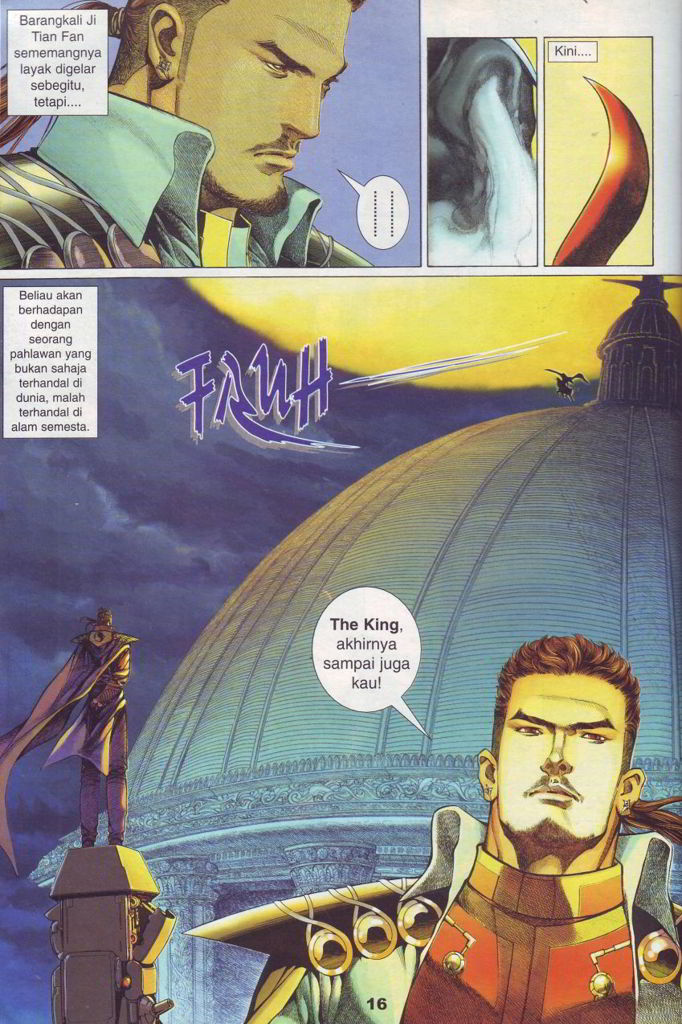 Barangkali Ji
Tian Fan
sememangnya
layak digelar
sebegitu,
tetapi....
Kini....
Beliau akan
berhadapan
dengan
seorang
pahlawan yang
bukan sahaja
terhandal di
dunia, malah
terhandal di
alam semesta.
FRUH
The King,
akhirnya
sampai juga
kau!
16